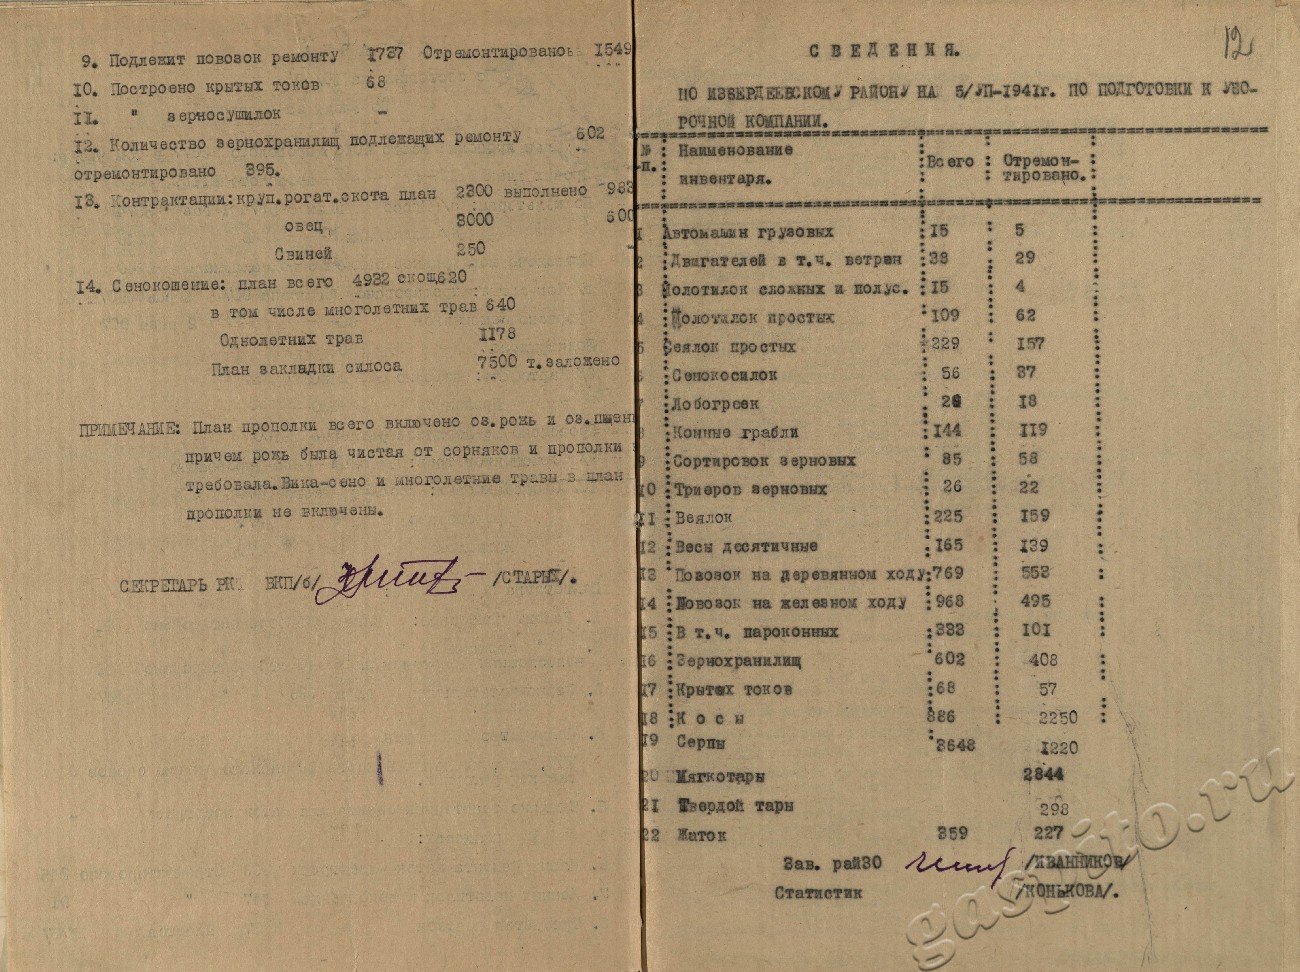 9. Подлежит повозок ремонту 1737 Отремонтировано 1549
10. Построено крытых токов 68
11. " зерносушилок -
12. Количество зернохранилищ подлежащих ремонту 602
отремонтировано 395.
13. Контрактации: круп.рогат.скота план 2300 выполнено 983
овец 3000 600
Свиней 250
14. Сенокошение: план всего 4932 скощ620
в том числе многолетних трав 640
Однолетних трав 1178
План закладки силоса 7500 т.заложено
ПРИМЕЧАНИЕ: План прополки всего включено оз.рожь и оз.пшени
причем рожь была чистая от сорняков и прополки
требовала.Вика-сено и многолетние травы в план
прополки не включены.
СЕКРЕТАРЬ РК ВКП/б/ /СТАРЫХ/.
12
СВЕДЕНИЯ.
ПО ИЗБЕРДЕЕВСКОМУ РАЙОНУ НА 5/УП-1941г. ПО ПОДГОТОВКИ К УБО-
РОЧНОЙ КОМПАНИИ.
№ п. Наименование инвентаря. Всего Отремон-тировано.
1 Автомашин грузовых 15 5
2 Двигателей в т.ч. ветрян 33 29
3 Молотилок сложных и полус. 15 4
4 Молотилок простых 109 62
5 Веялок простых 229 157
6 Сенокосилок 56 37
7 Лобогреек 18
8 Конные грабли 144 119
9 Сортировок зерновых 85 58
10 Триеров зерновых 26 22
11 Веялок 225 159
12 Весы десятичные 165 139
13 Повозок на деревянном ходу 769 553
14 Повозок на железном ходу 968 495
15 В т.ч. пароконных 333 101
16 Зернохранилищ 602 408
17 Крытых токов 68 57
18 Косы 886 2250
19 Серпы 3648 1220
20 Мягкотары 2844
21 Твердой тары 298
22 Жаток 359 227
Зав. райЗО /ИВАННИКОВ/
Статистик /КОНЬКОВА/.
gaspito.ru